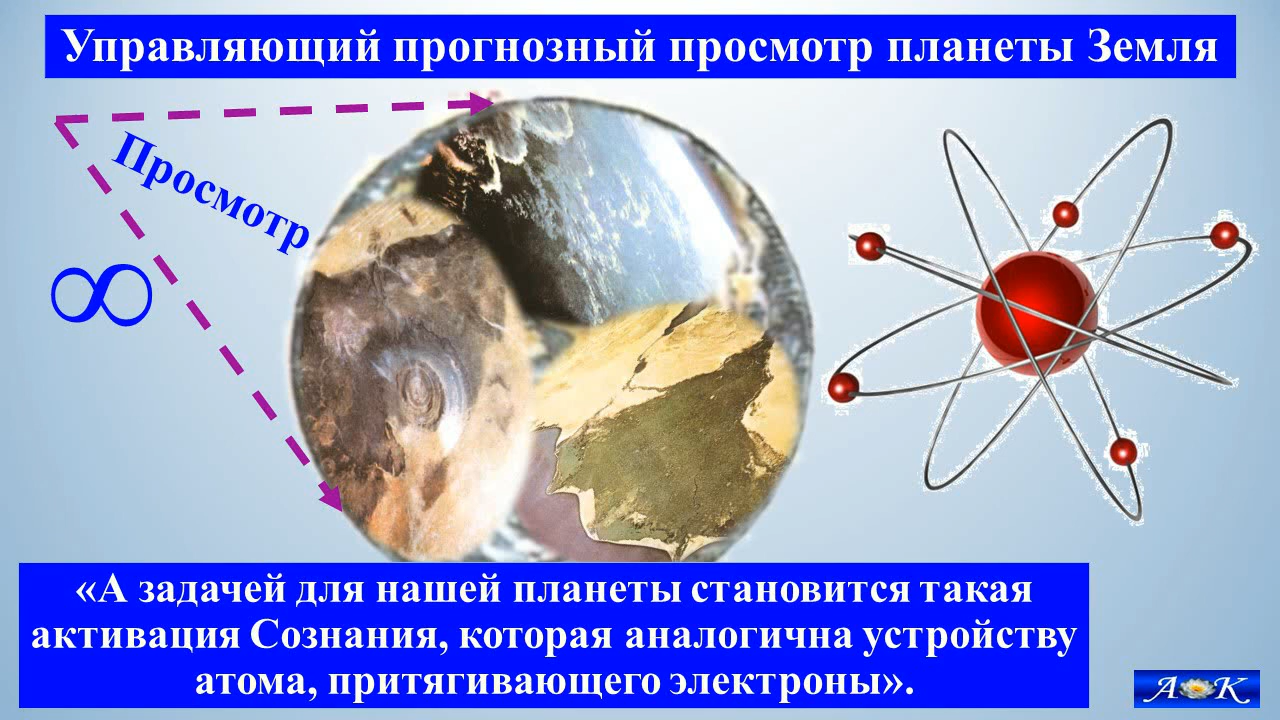 Управляющий прогнозный просмотр планеты Земля
Просмотр
∞
«А задачей для нашей планеты становится такая
активация Сознания, которая аналогична устройству
атома, притягивающего электроны».
А К